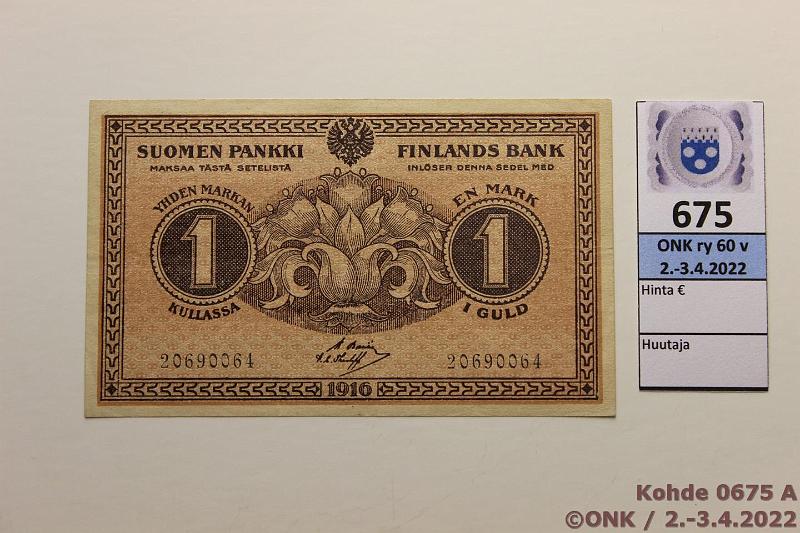 SUOMEN PANKKI
MAKSAA TÄSTÄ SETELISTÄ
FINLANDS BANK
INLÖSER DENNA SEDEL MED
YHDEN MARKAN
1
KULLASSA
EN MARK
1
I GULD
20690064
20690064
1916
675
ONK ry 60 v
2.-3.4.2022
Hinta €
Huutaja
Kohde 0675 A
©ONK / 2.-3.4.2022